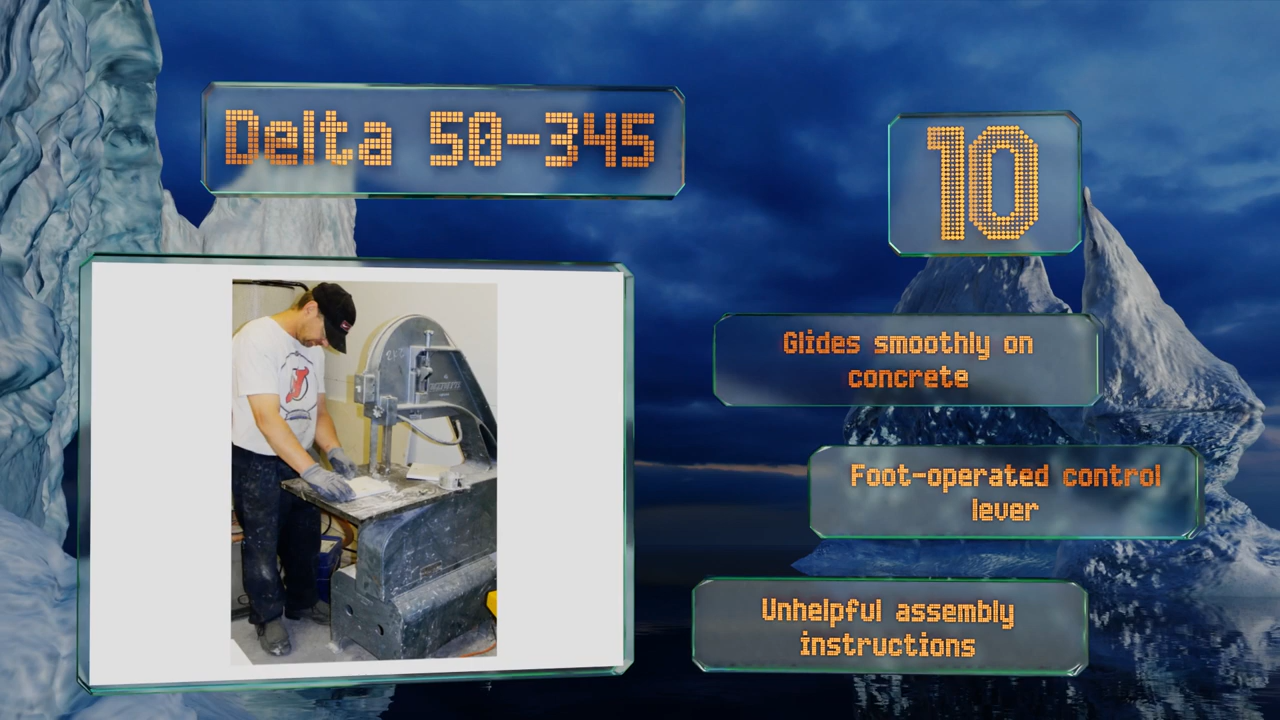 Delta 50-345
10
Glides smoothly on
concrete
Foot-operated control
lever
Unhelpful assembly
instructions